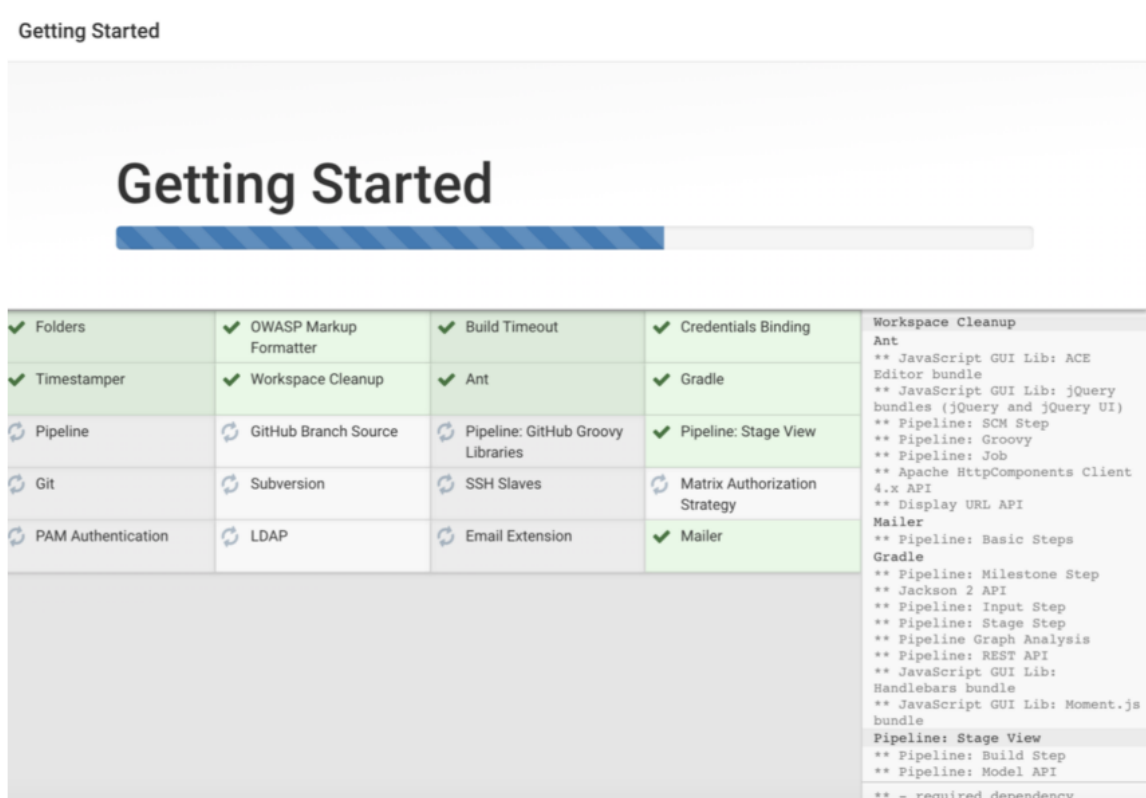 Getting Started
Getting Started
Folders
OWASP Markup
Formatter
Build Timeout
Credentials Binding
Timestamper
Workspace Cleanup
Ant
Gradle
Pipeline
GitHub Branch Source
Pipeline: GitHub Groovy
Libraries
Pipeline: Stage View
Git
Subversion
SSH Slaves
Matrix Authorization
Strategy
PAM Authentication
LDAP
Email Extension
Mailer
Workspace Cleanup
Ant
** JavaScript GUI Lib: ACE
Editor bundle
** JavaScript GUI Lib: jQuery
bundles (jQuery and jQuery UI)
** Pipeline: SCM Step
** Pipeline: Groovy
** Pipeline: Job
** Apache HttpComponents Client
4.x API
** Display URL API
Mailer
** Pipeline: Basic Steps
Gradle
** Pipeline: Milestone Step
** Jackson 2 API
** Pipeline: Input Step
** Pipeline: Stage Step
** Pipeline Graph Analysis
** Pipeline: REST API
** JavaScript GUI Lib:
Handlebars bundle
** JavaScript GUI Lib: Moment.js
bundle
Pipeline: Stage View
** Pipeline: Build Step
** Pipeline: Model API
** - required dependency